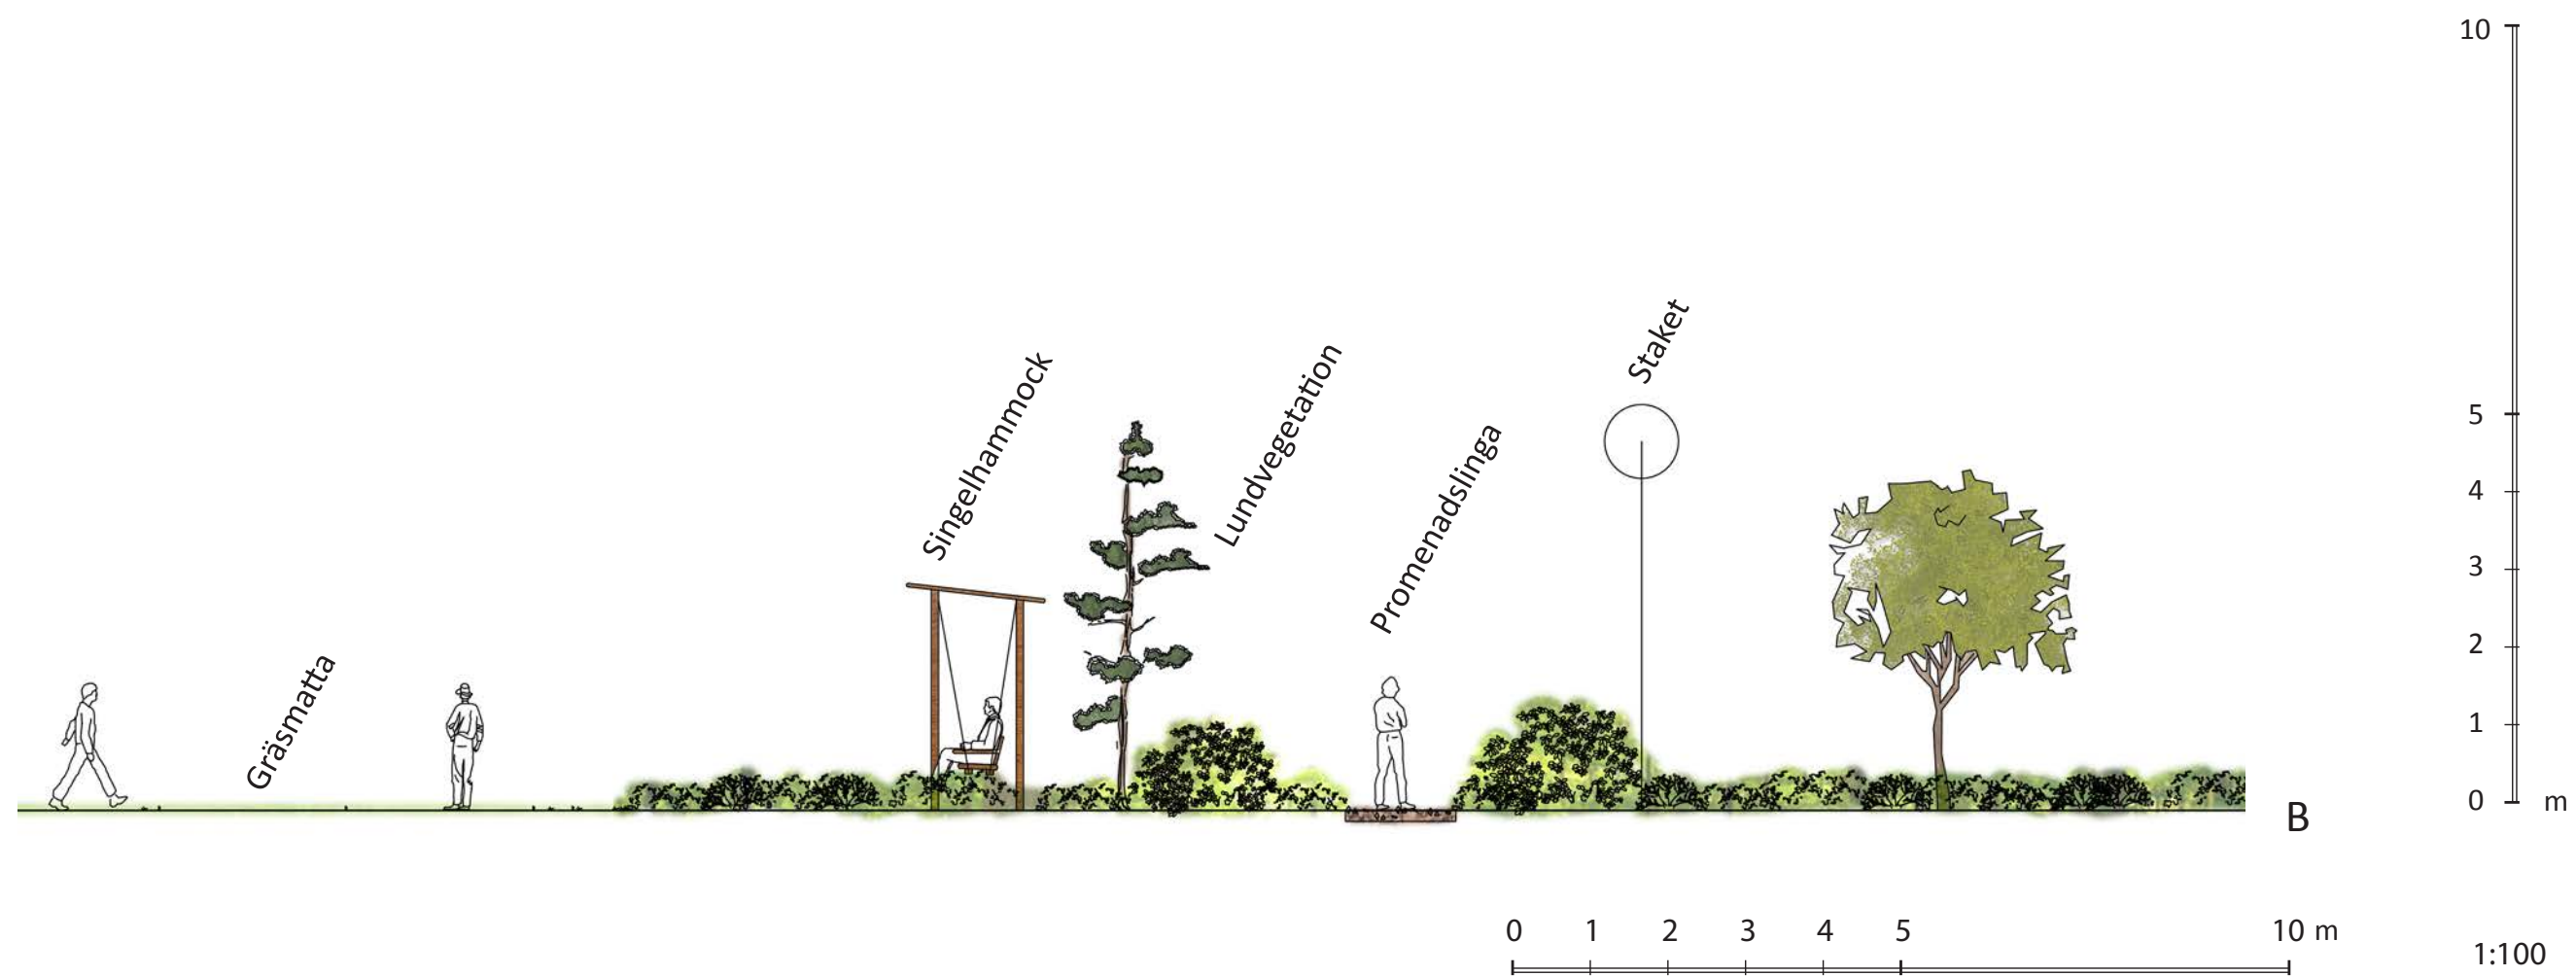 Gräsmatta
Singelhammock
Lundvegetation
Promenadslinga
Staket
10
5
4
3
2
1
0 m
B
0 1 2 3 4 5 10 m
1:100